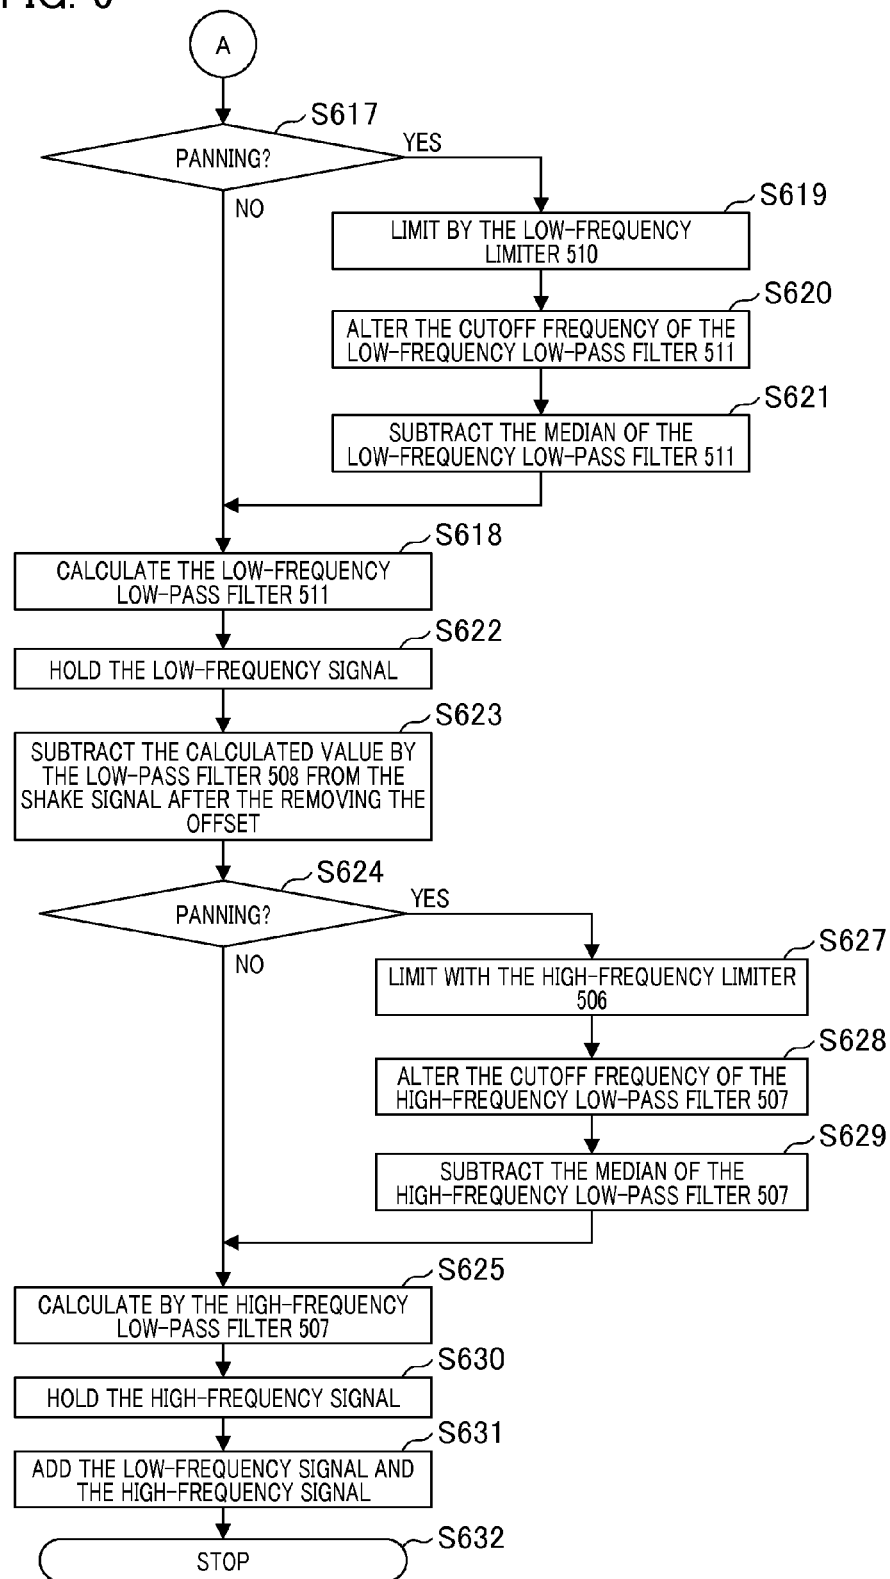 A
S617
PANNING?
YES
NO
S619
LIMIT BY THE LOW-FREQUENCY
LIMITER 510
S620
ALTER THE CUTOFF FREQUENCY OF THE
LOW-FREQUENCY LOW-PASS FILTER 511
S621
SUBTRACT THE MEDIAN OF THE
LOW-FREQUENCY LOW-PASS FILTER 511
S618
CALCULATE THE LOW-FREQUENCY
LOW-PASS FILTER 511
S622
HOLD THE LOW-FREQUENCY SIGNAL
S623
SUBTRACT THE CALCULATED VALUE BY
THE LOW-PASS FILTER 508 FROM THE
SHAKE SIGNAL AFTER THE REMOVING THE
OFFSET
S624
PANNING?
YES
NO
S627
LIMIT WITH THE HIGH-FREQUENCY LIMITER
506
S628
ALTER THE CUTOFF FREQUENCY OF THE
HIGH-FREQUENCY LOW-PASS FILTER 507
S629
SUBTRACT THE MEDIAN OF THE
HIGH-FREQUENCY LOW-PASS FILTER 507
S625
CALCULATE BY THE HIGH-FREQUENCY
LOW-PASS FILTER 507
S630
HOLD THE HIGH-FREQUENCY SIGNAL
S631
ADD THE LOW-FREQUENCY SIGNAL AND
THE HIGH-FREQUENCY SIGNAL
S632
STOP